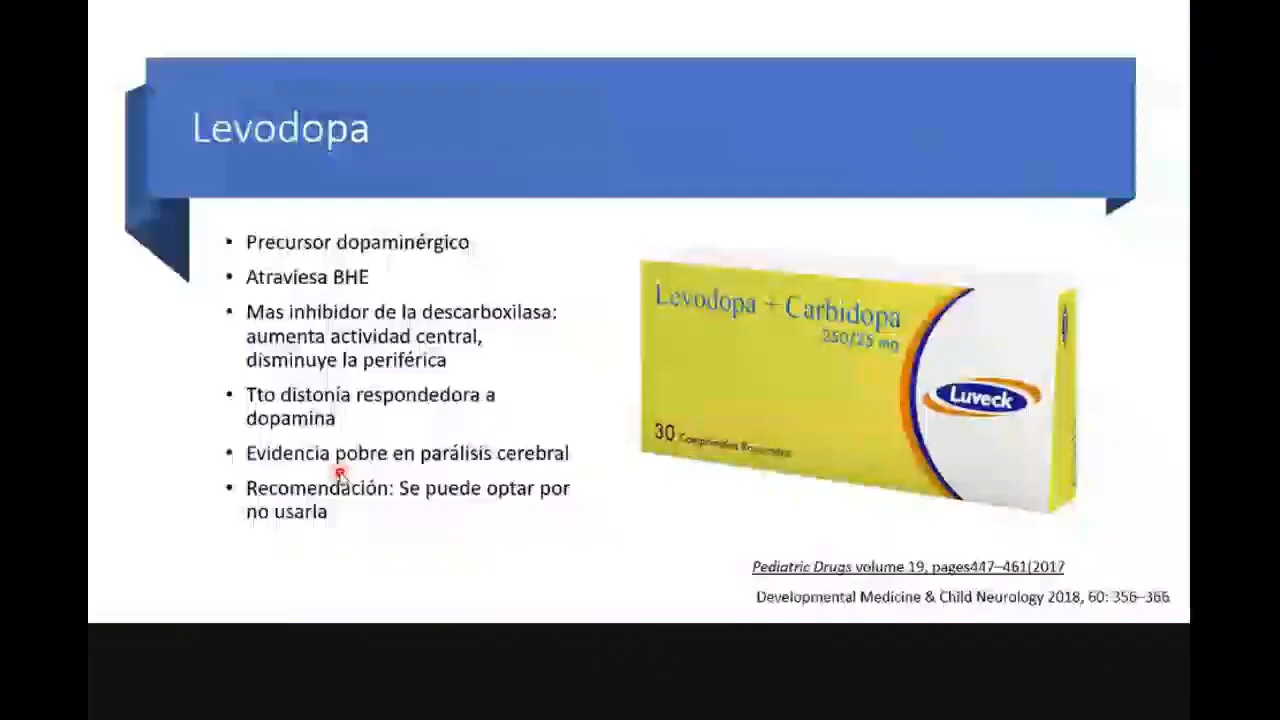 Levodopa
• Precursor dopaminérgico
• Atraviesa BHE
• Mas inhibidor de la descarboxilasa:
aumenta actividad central,
disminuye la periférica
• Tto distonía respondedora a
dopamina
• Evidencia pobre en parálisis cerebral
• Recomendación: Se puede optar por
no usarla
Levodopa + Carbidopa
250/25 mg
Luveck
30 Comprimidos Ranurados
Pediatric Drugs volume 19, pages447–461(2017
Developmental Medicine & Child Neurology 2018, 60: 356–366